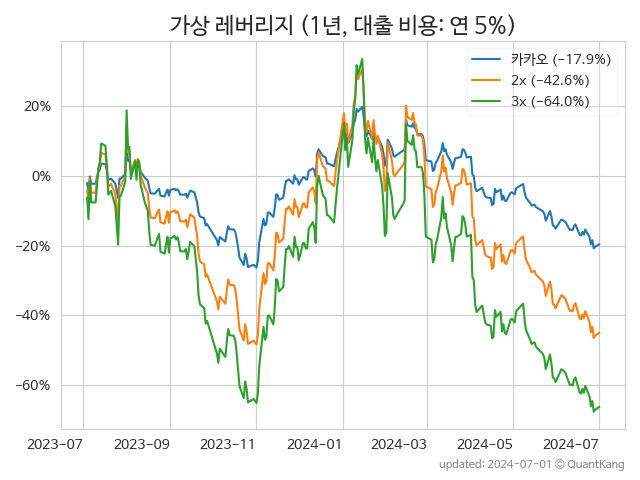 가상 레버리지 (1년, 대출 비용: 연 5%)
카카오 (−17.9%)
2x (−42.6%)
3x (−64.0%)
20%
0%
−20%
−40%
−60%
2023-07 2023-09 2023-11 2024-01 2024-03 2024-05 2024-07
updated: 2024-07-01 © QuantKang